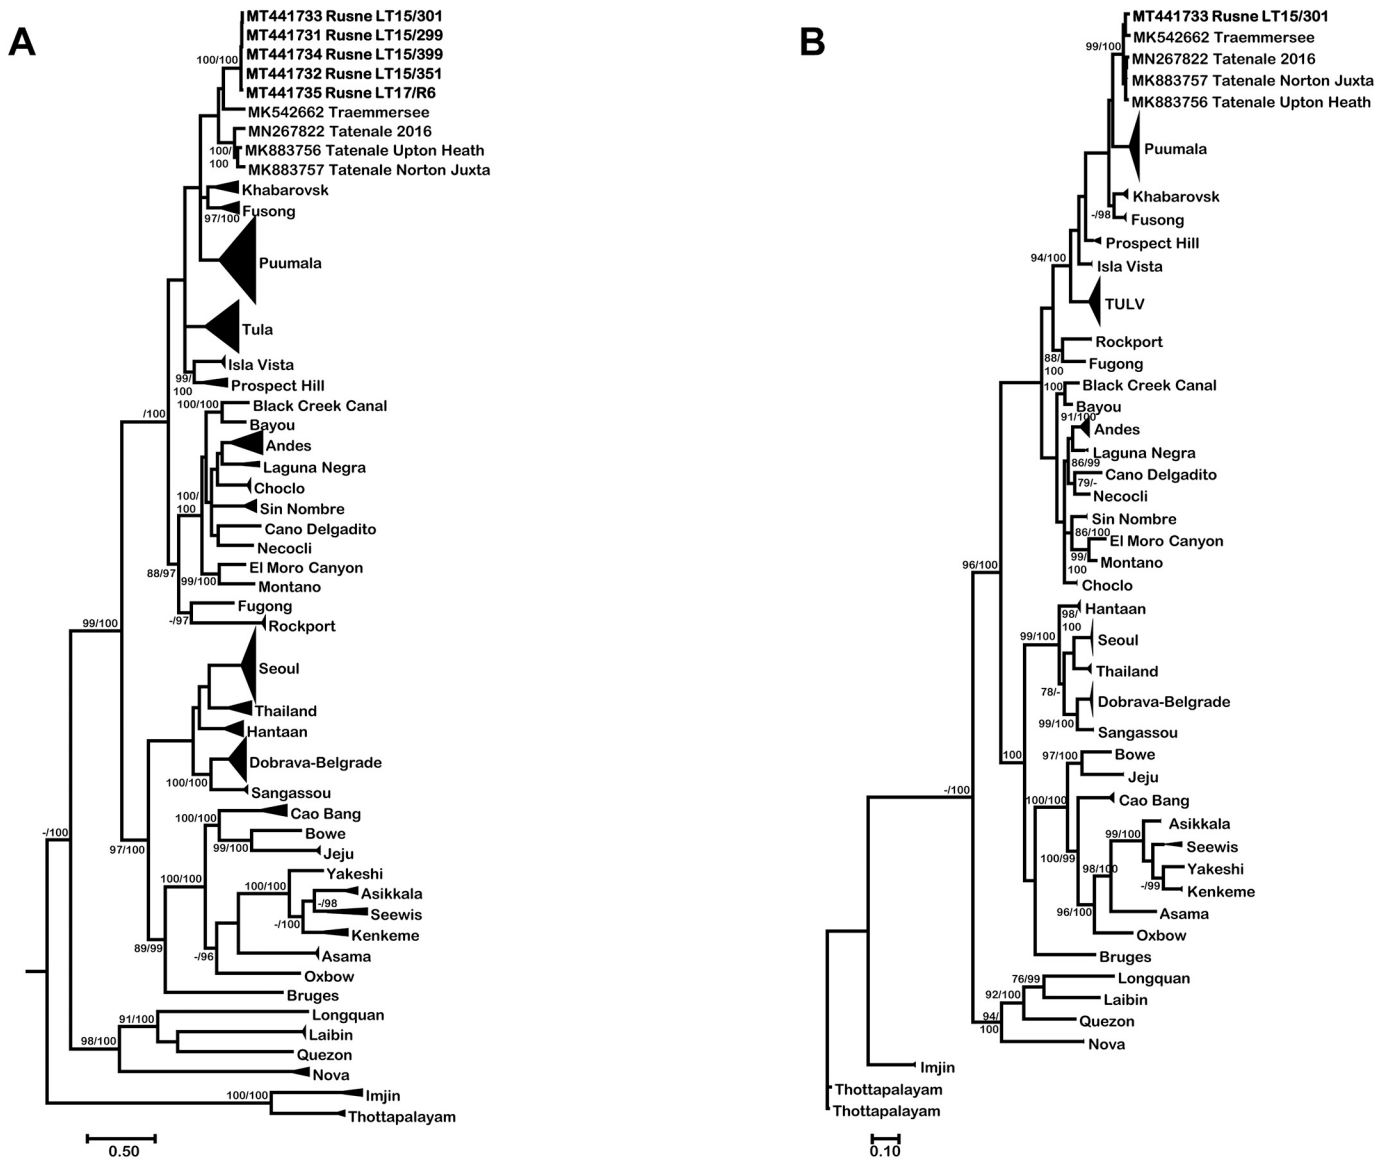 A
MT441733 Rusne LT15/301
MT441731 Rusne LT15/299
MT441734 Rusne LT15/399
100/100
MT441732 Rusne LT15/351
MT441735 Rusne LT17/R6
MK542662 Traemmersee
MN267822 Tatenale 2016
100/
100
MK883756 Tatenale Upton Heath
MK883757 Tatenale Norton Juxta
Khabarovsk
Fusong
97/100
Puumala
Tula
Isla Vista
99/
100
Prospect Hill
100/100
Black Creek Canal
/100
Bayou
Andes
Laguna Negra
Choclo
100/
100
Sin Nombre
Cano Delgadito
Necocli
El Moro Canyon
88/97
99/100
Montano
Fugong
-/97
Rockport
99/100
Seoul
Thailand
Hantaan
Dobrava-Belgrade
100/100
Sangassou
Cao Bang
100/100
-/100
Bowe
99/100
97/100
Jeju
Yakeshi
100/100
100/100
Asikkala
-/98
Seewis
-/100
Kenkeme
89/99
-/96
Asama
Oxbow
Bruges
Longquan
91/100
Laibin
98/100
Quezon
Nova
100/100
Imjin
Thottapalayam
0.50
B
MT441733 Rusne LT15/301
MK542662 Traemmersee
99/100
MN267822 Tatenale 2016
MK883757 Tatenale Norton Juxta
MK883756 Tatenale Upton Heath
Puumala
Khabarovsk
-/98
Fusong
Prospect Hill
94/100
Isla Vista
TULV
Rockport
88/
100
Fugong
100
Black Creek Canal
Bayou
91/100
Andes
Laguna Negra
86/99
Cano Delgadito
79/-
Necocli
Sin Nombre
86/100
El Moro Canyon
99/
100
Montano
96/100
Choclo
Hantaan
98/
100
99/100
Seoul
Thailand
78/-
Dobrava-Belgrade
99/100
Sangassou
100
97/100
Bowe
Jeju
-/100
100/100
Cao Bang
Asikkala
99/100
Seewis
100/99
98/100
Yakeshi
-/99
Kenkeme
96/100
Asama
Oxbow
Bruges
76/99
Longquan
92/100
Laibin
94/
100
Quezon
Nova
Imjin
Thottapalayam
Thottapalayam
0.10